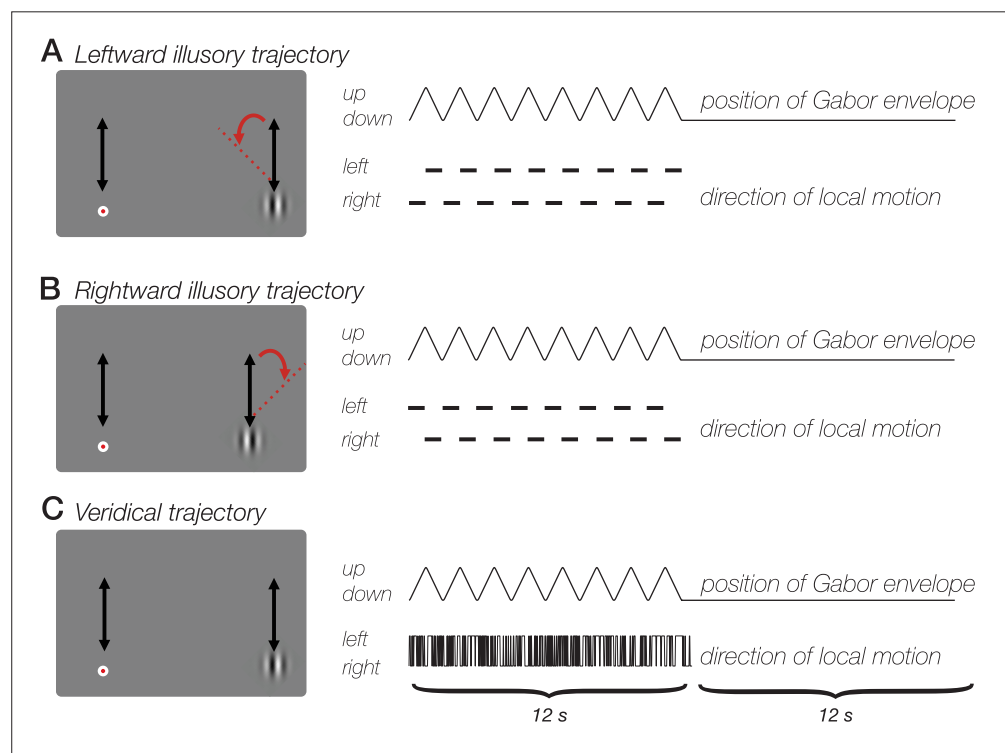 A Leftward illusory trajectory
up
down
position of Gabor envelope
left
right
direction of local motion
B Rightward illusory trajectory
up
down
position of Gabor envelope
left
right
direction of local motion
C Veridical trajectory
up
down
position of Gabor envelope
left
right
direction of local motion
12 s
12 s